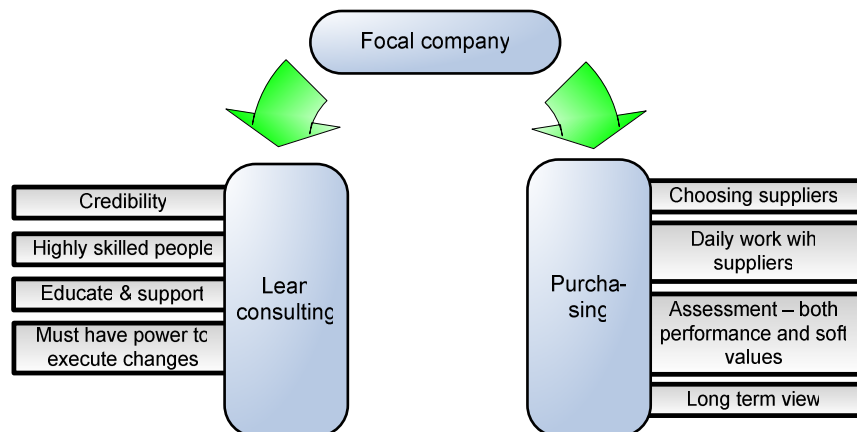 Focal company
Credibility
Highly skilled people
Educate & support
Must have power to
execute changes
Lean
consulting
Purcha-
sing
Choosing suppliers
Daily work wih
suppliers
Assessment – both
performance and soft
values
Long term view